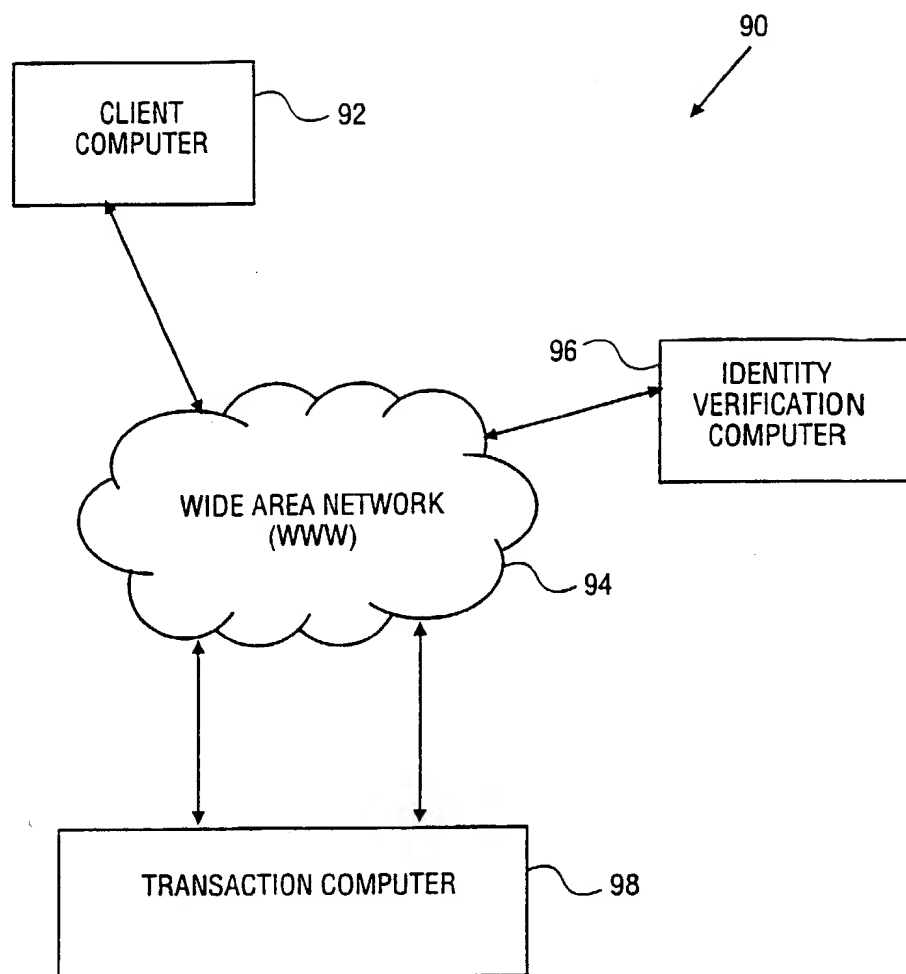 90
CLIENT
COMPUTER
92
96
IDENTITY
VERIFICATION
COMPUTER
WIDE AREA NETWORK
(WWW)
94
TRANSACTION COMPUTER
98